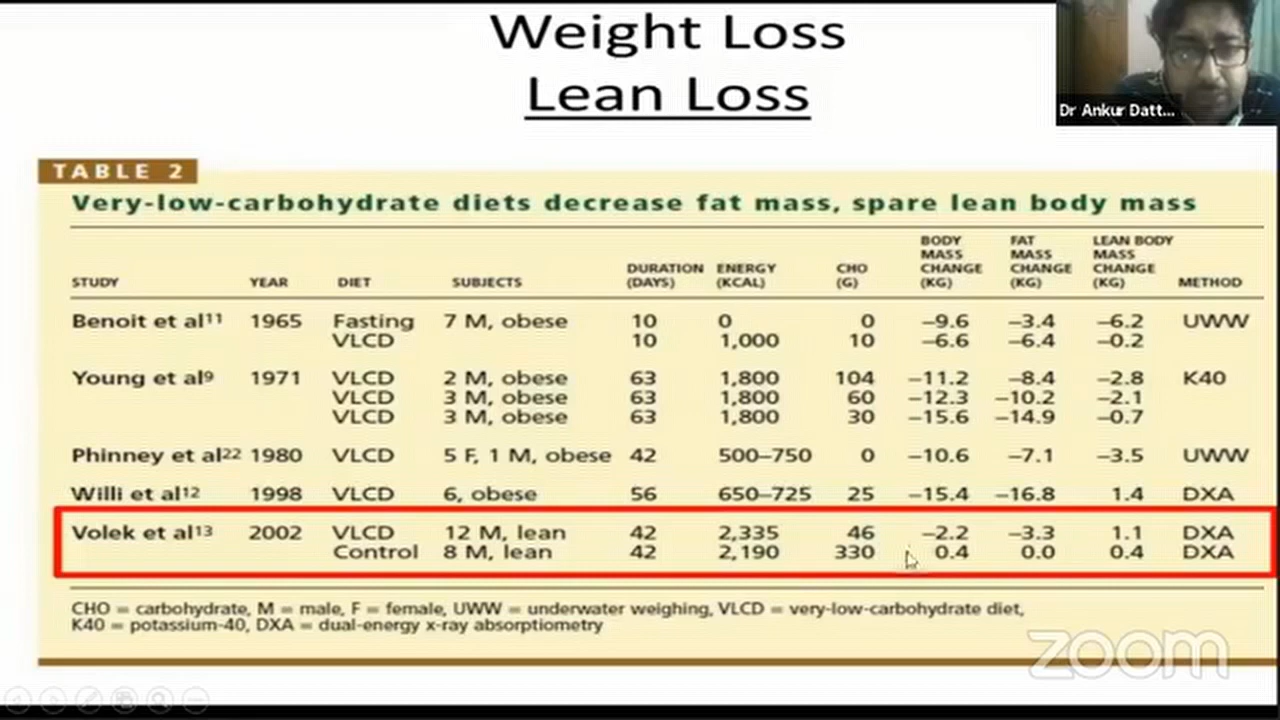 Weight Loss
Lean Loss
Dr Ankur Datt...
TABLE 2
Very-low-carbohydrate diets decrease fat mass, spare lean body mass
STUDY YEAR DIET SUBJECTS DURATION (DAYS) ENERGY (KCAL) CHO (G) BODY MASS CHANGE (KG) FAT MASS CHANGE (KG) LEAN BODY MASS CHANGE (KG) METHOD
Benoit et al11 1965 Fasting 7 M, obese 10 0 0 –9.6 –3.4 –6.2 UWW
VLCD 10 1,000 10 –6.6 –6.4 –0.2
Young et al9 1971 VLCD 2 M, obese 63 1,800 104 –11.2 –8.4 –2.8 K40
VLCD 3 M, obese 63 1,800 60 –12.3 –10.2 –2.1
VLCD 3 M, obese 63 1,800 30 –15.6 –14.9 –0.7
Phinney et al22 1980 VLCD 5 F, 1 M, obese 42 500–750 0 –10.6 –7.1 –3.5 UWW
Willi et al12 1998 VLCD 6, obese 56 650–725 25 –15.4 –16.8 1.4 DXA
Volek et al13 2002 VLCD 12 M, lean 42 2,335 46 –2.2 –3.3 1.1 DXA
Control 8 M, lean 42 2,190 330 0.4 0.0 0.4 DXA
CHO = carbohydrate, M = male, F = female, UWW = underwater weighing, VLCD = very-low-carbohydrate diet,
K40 = potassium-40, DXA = dual-energy x-ray absorptiometry
zoom